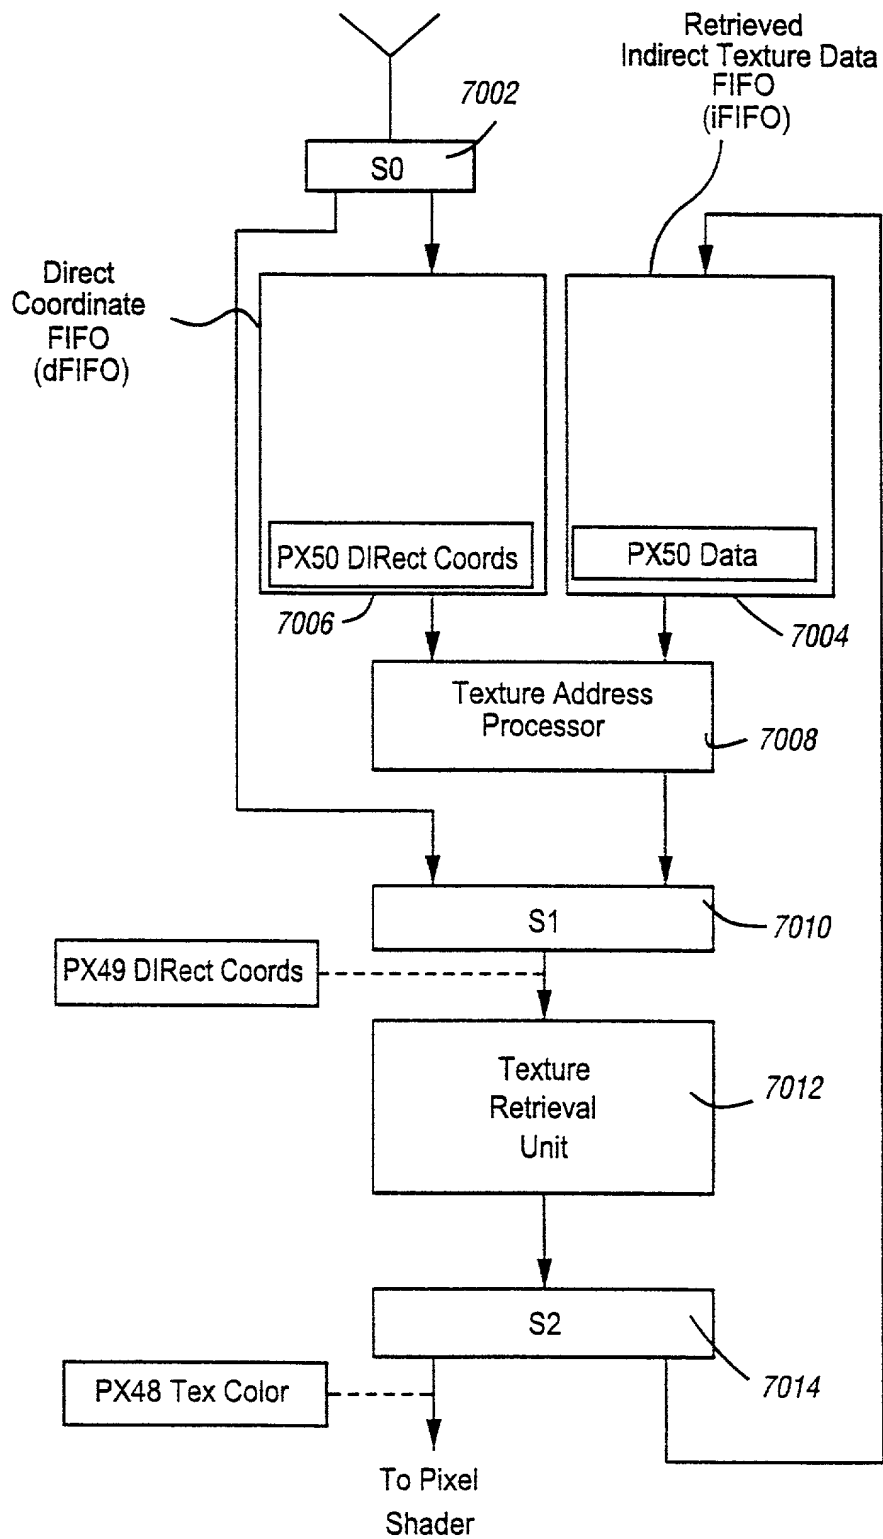 Retrieved
Indirect Texture Data
FIFO
(iFIFO)
7002
S0
Direct
Coordinate
FIFO
(dFIFO)
PX50 DIRect Coords
PX50 Data
7006
7004
Texture Address
Processor
7008
S1
7010
PX49 DIRect Coords
Texture
Retrieval
Unit
7012
S2
7014
PX48 Tex Color
To Pixel
Shader